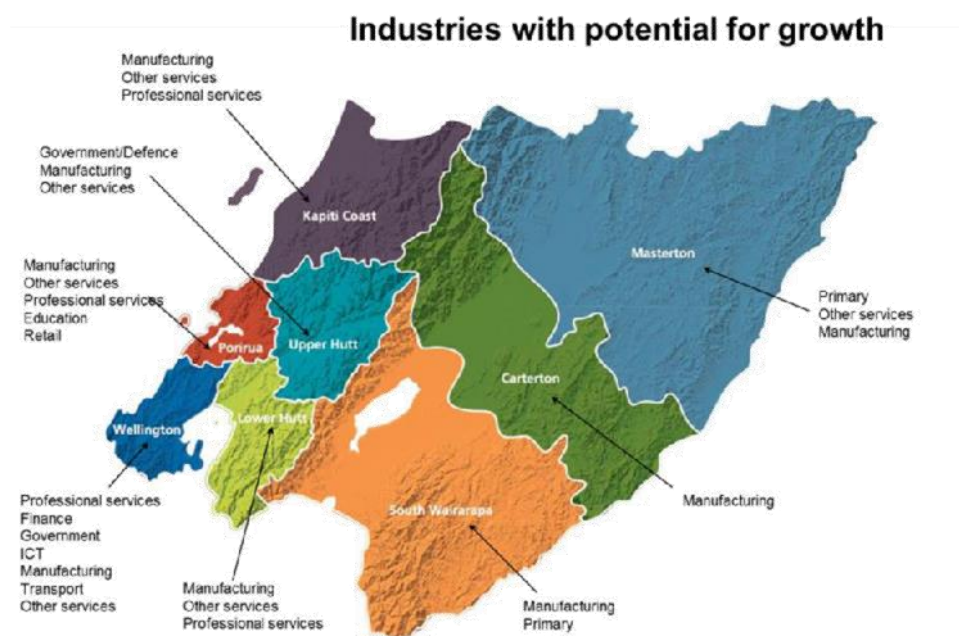 Industries with potential for growth
Manufacturing
Other services
Professional services
Government/Defence
Manufacturing
Other services
Kapiti Coast
Masterton
Manufacturing
Other services
Professional services
Education
Retail
Primary
Other services
Manufacturing
Porirua
Upper Hutt
Carterton
Lower Hutt
Wellington
Professional services
Finance
Government
ICT
Manufacturing
Transport
Other services
Manufacturing
South Wairarapa
Manufacturing
Other services
Professional services
Manufacturing
Primary